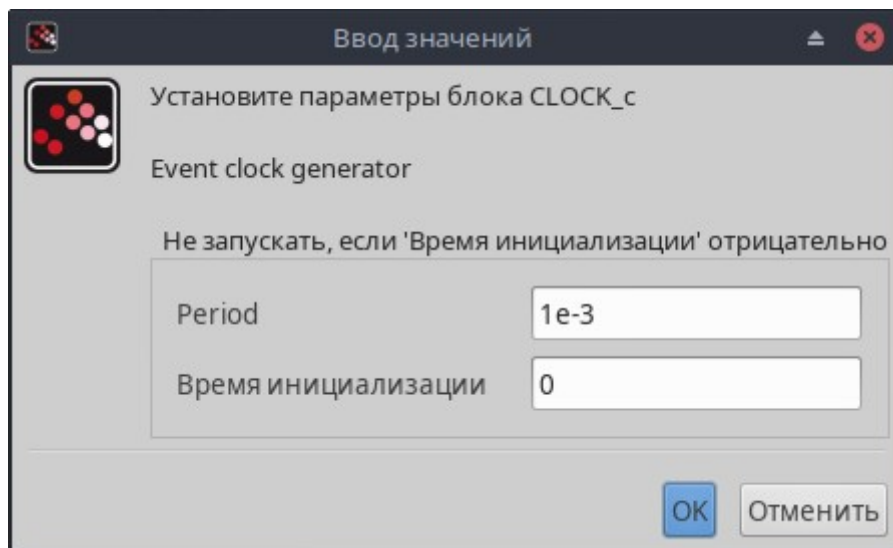 Ввод значений
Установите параметры блока CLOCK_c
Event clock generator
Не запускать, если 'Время инициализации' отрицательно
Period 1e-3
Время инициализации 0
OK Отменить